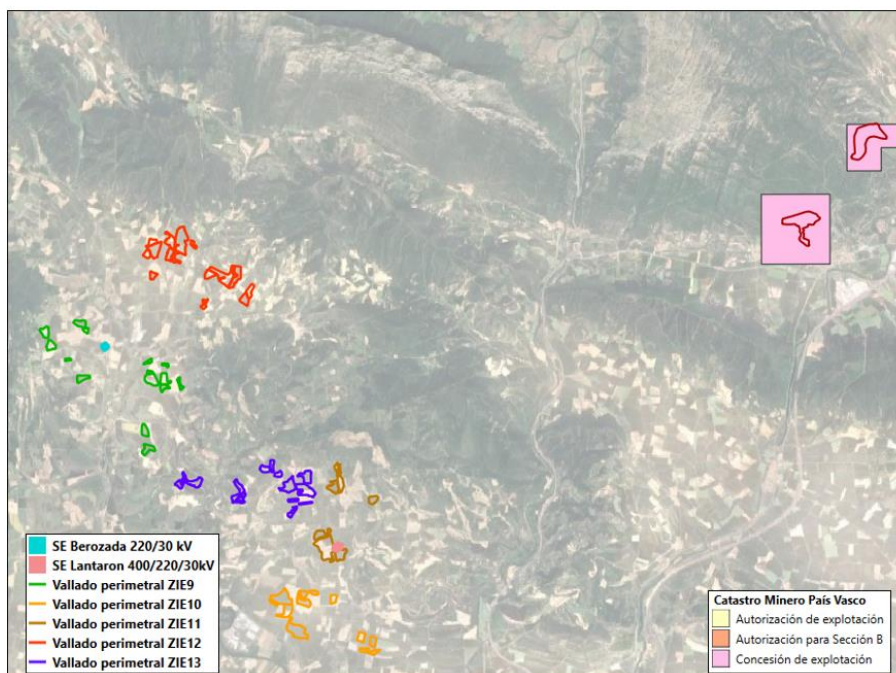 SE Berozada 220/30 kV
SE Lantaron 400/220/30kV
Vallado perimetral ZIE9
Vallado perimetral ZIE10
Vallado perimetral ZIE11
Vallado perimetral ZIE12
Vallado perimetral ZIE13
Catastro Minero País Vasco
Autorización de explotación
Autorización para Sección B
Concesión de explotación